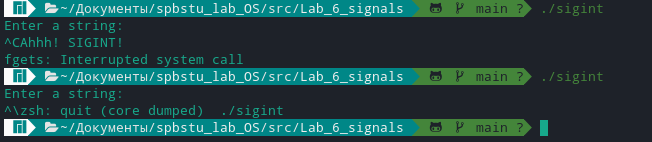 ~/Документы/spbstu_lab_OS/src/Lab_6_signals main ? ./sigint
Enter a string:
^CAhhh! SIGINT!
fgets: Interrupted system call
~/Документы/spbstu_lab_OS/src/Lab_6_signals main ? ./sigint
Enter a string:
^\zsh: quit (core dumped)  ./sigint
~/Документы/spbstu_lab_OS/src/Lab_6_signals main ?